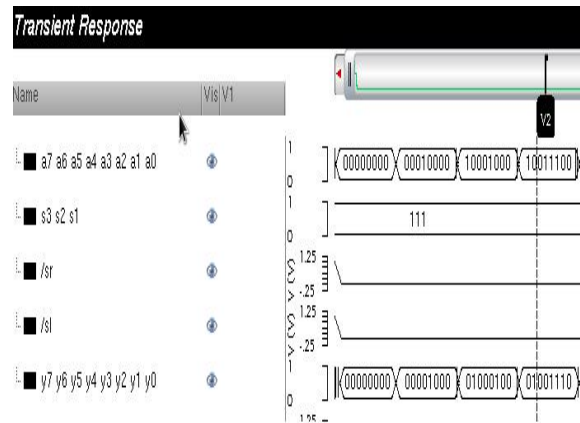 Transient Response
Name Vis V1
V2
a7 a6 a5 a4 a3 a2 a1 a0 1 0 00000000 00010000 10001000 10011100
s3 s2 s1 1 0 111
/sr V (V) 1.25 -.25
/sl V (V) 1.25 -.25
y7 y6 y5 y4 y3 y2 y1 y0 1 0 00000000 00001000 01000100 01001110
1.25